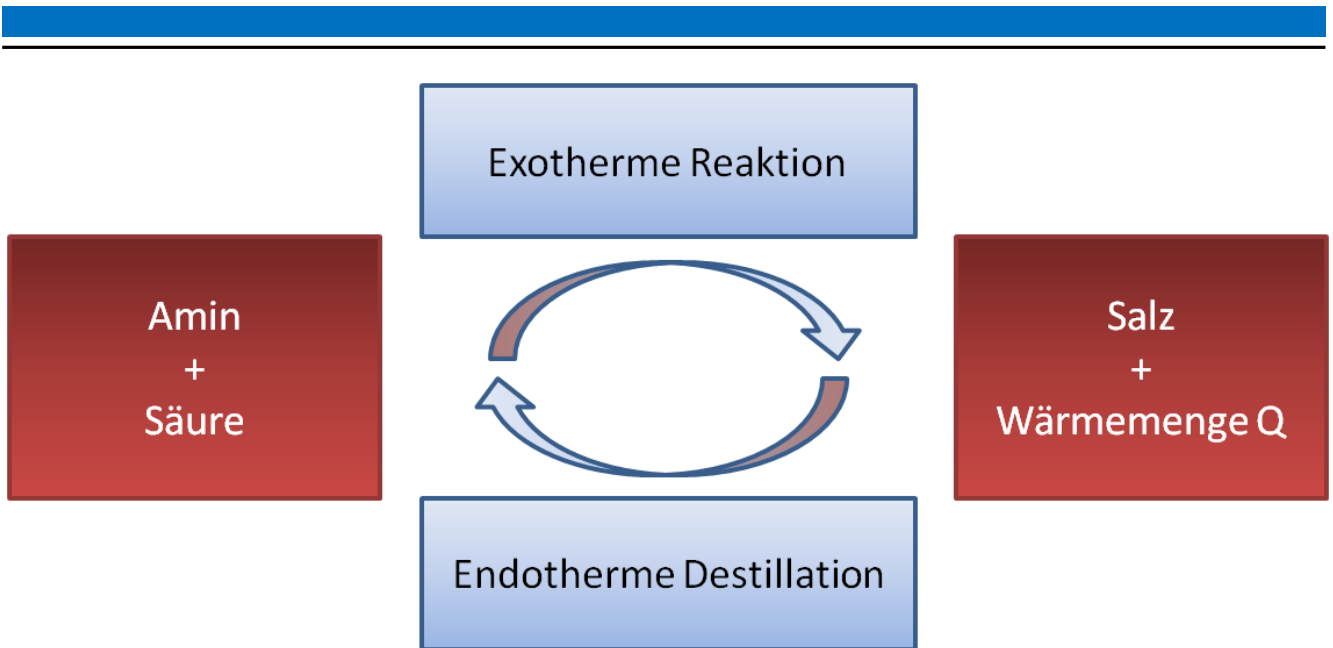 Exotherme Reaktion
Amin
+
Säure
Salz
+
Wärmemenge Q
Endotherme Destillation